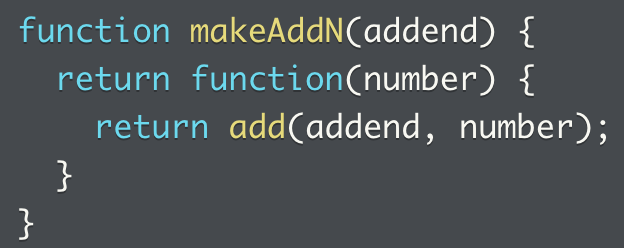 function makeAddN(addend) {
  return function(number) {
    return add(addend, number);
  }
}